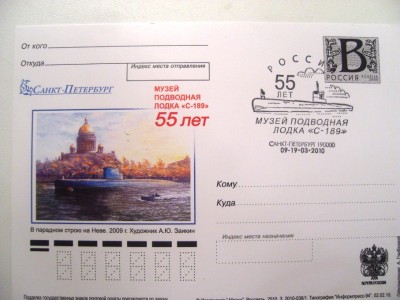 От кого
Откуда
Индекс места отправления
САНКТ-ПЕТЕРБУРГ
МУЗЕЙ
ПОДВОДНАЯ
ЛОДКА «С-189»
55 лет
В парадном строю на Неве. 2009 г. Художник А.Ю. Заикин
РОССИЯ
55
ЛЕТ
МУЗЕЙ ПОДВОДНАЯ
ЛОДКА «С-189»
САНКТ-ПЕТЕРБУРГ 190000
09-19-03-2010
В
РОССИЯ
Кому
Куда
Индекс места назначения